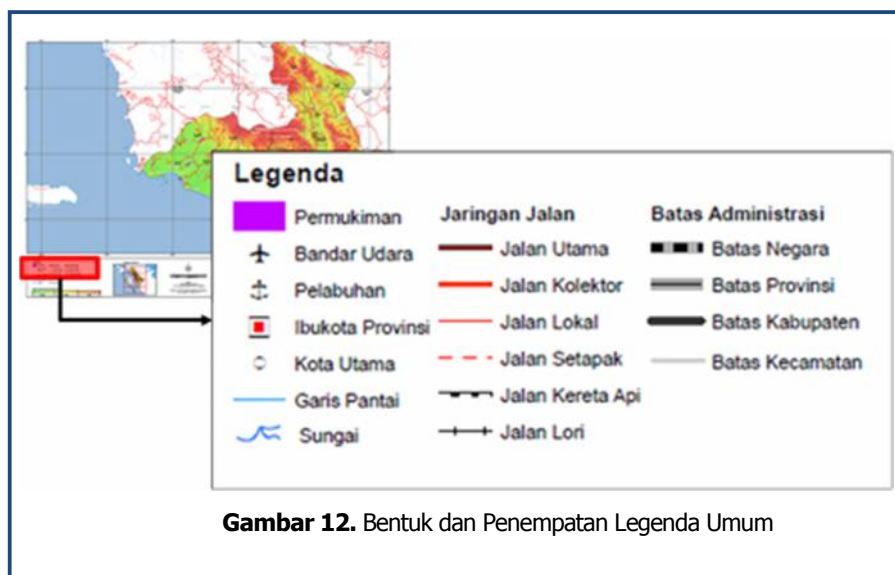 Legenda
Permukiman
Bandar Udara
Pelabuhan
Ibukota Provinsi
Kota Utama
Garis Pantai
Sungai
Jaringan Jalan
Jalan Utama
Jalan Kolektor
Jalan Lokal
Jalan Setapak
Jalan Kereta Api
Jalan Lori
Batas Administrasi
Batas Negara
Batas Provinsi
Batas Kabupaten
Batas Kecamatan
Gambar 12. Bentuk dan Penempatan Legenda Umum